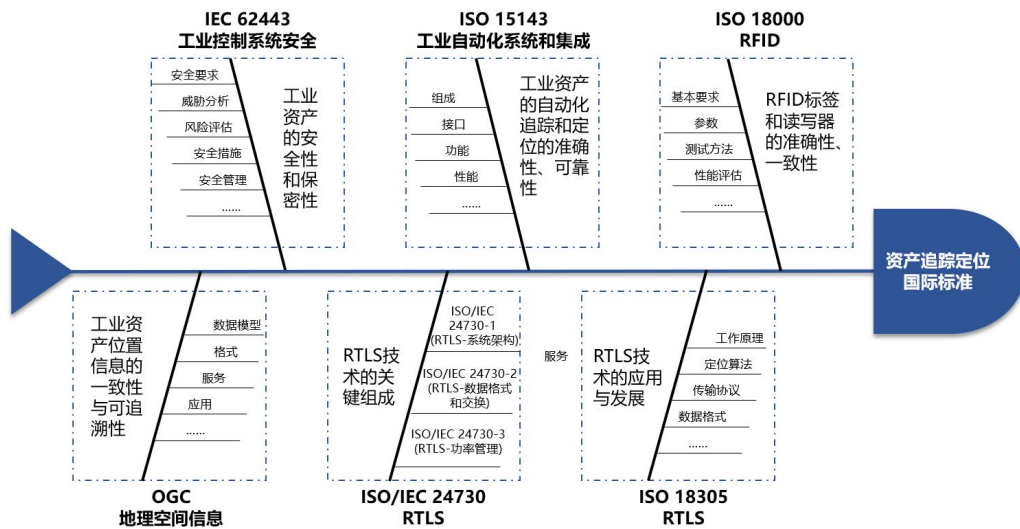 IEC 62443
工业控制系统安全
安全要求
威胁分析
风险评估
安全措施
安全管理
......
工业
资产
的安
全性
和保
密性
ISO 15143
工业自动化系统和集成
组成
接口
功能
性能
......
工业资产
的自动化
追踪和定
位的准确
性、可靠
性
ISO 18000
RFID
基本要求
参数
测试方法
性能评估
......
RFID标签
和读写器
的准确性、
一致性
资产追踪定位
国际标准
工业资
产位置
信息的
一致性
与可追
溯性
数据模型
格式
服务
应用
......
OGC
地理空间信息
RTLS技
术的关
键组成
ISO/IEC
24730-1
(RTLS-系统架构)
ISO/IEC 24730-2
(RTLS-数据格式
和交换)
ISO/IEC 24730-3
(RTLS-功率管理)
ISO/IEC 24730
RTLS
服务
RTLS技
术的应用
与发展
工作原理
定位算法
传输协议
数据格式
......
ISO 18305
RTLS